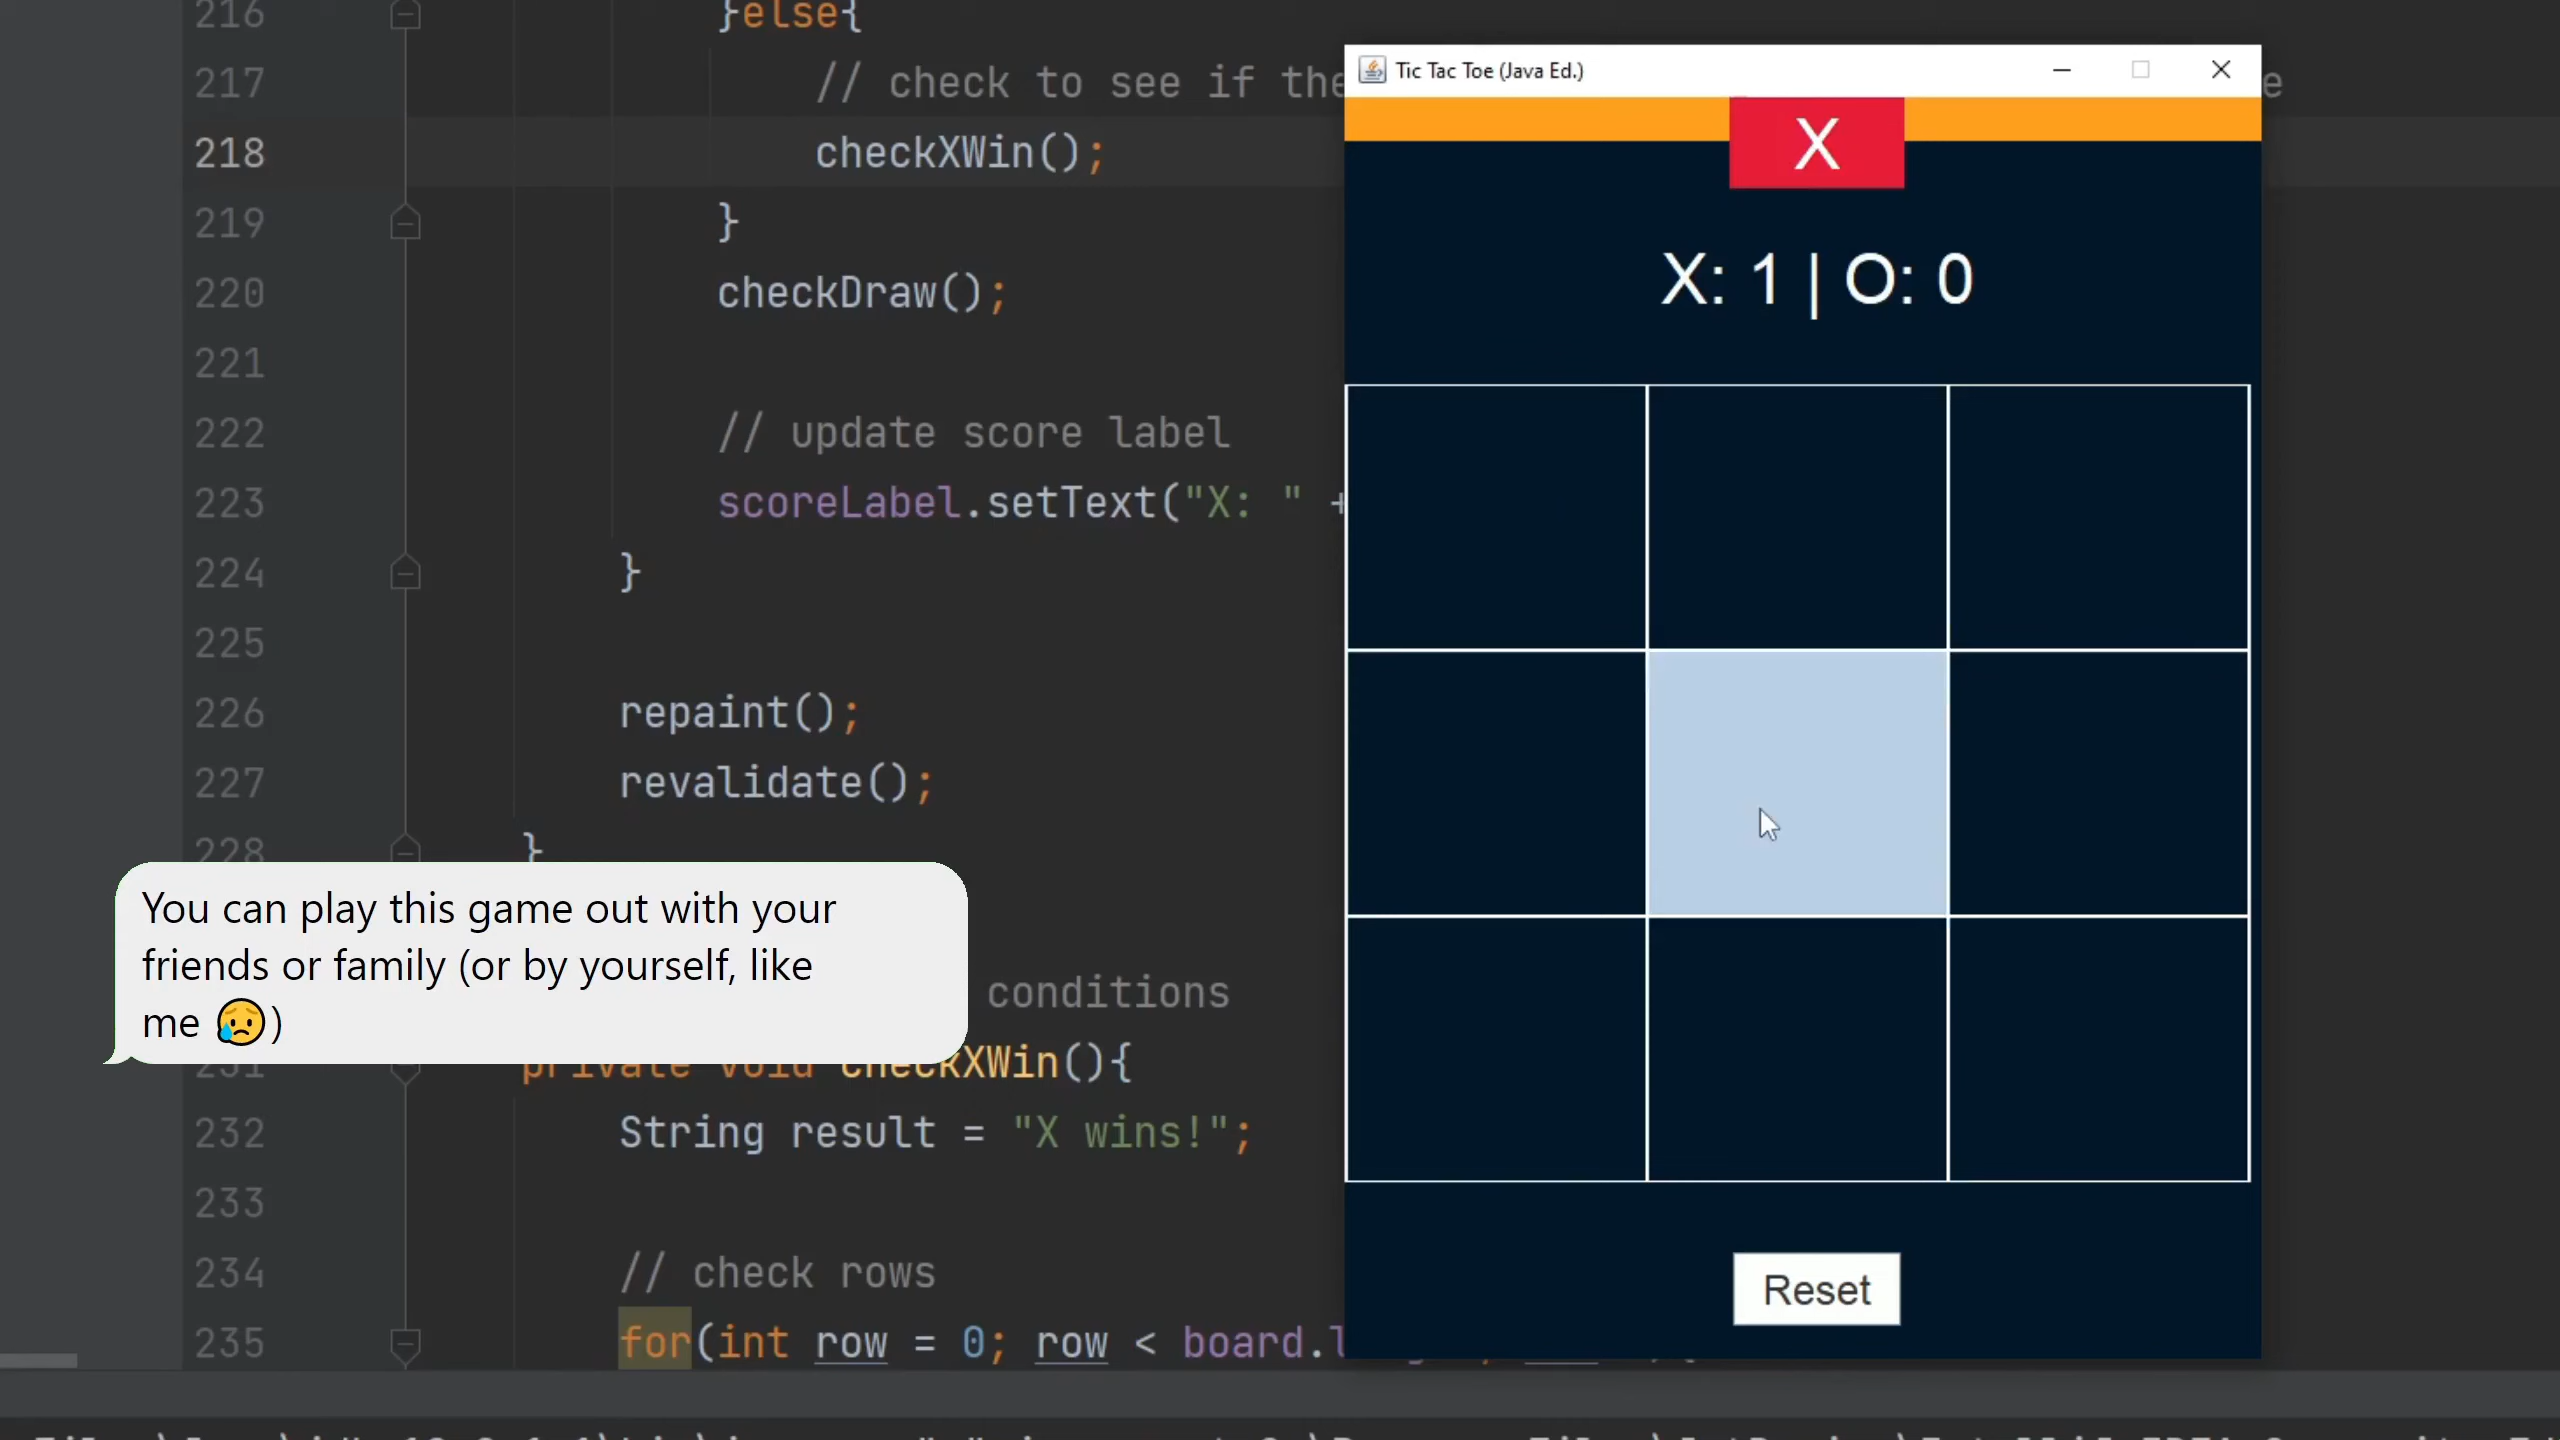 216 }else{
217 // check to see if the
e
218 checkXWin();
219 }
220 checkDraw();
221
222 // update score label
223 scoreLabel.setText("X: " +
224 }
225
226 repaint();
227 revalidate();
228 }
You can play this game out with your
friends or family (or by yourself, like
me 😥)
conditions
231 private void checkXWin(){
232 String result = "X wins!";
233
234 // check rows
235 for(int row = 0; row < board.l
Tic Tac Toe (Java Ed.)
X
X: 1 | O: 0
Reset